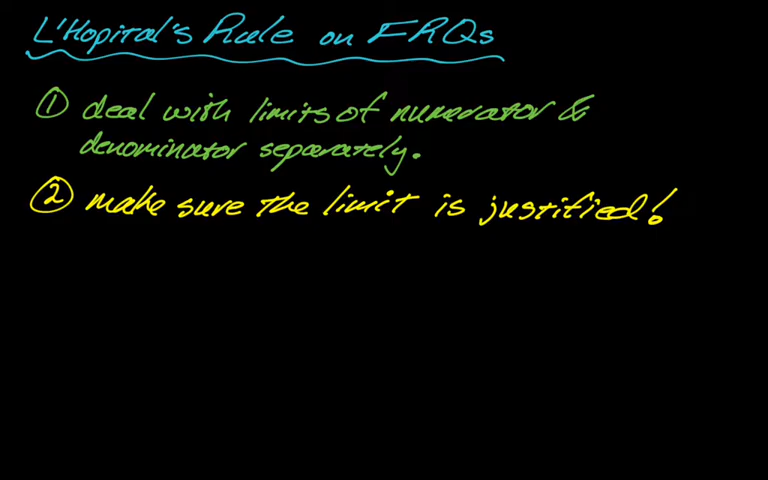 L'Hopital's Rule on FRQs
① deal with limits of numerator &
denominator separately.
② make sure the limit is justified!